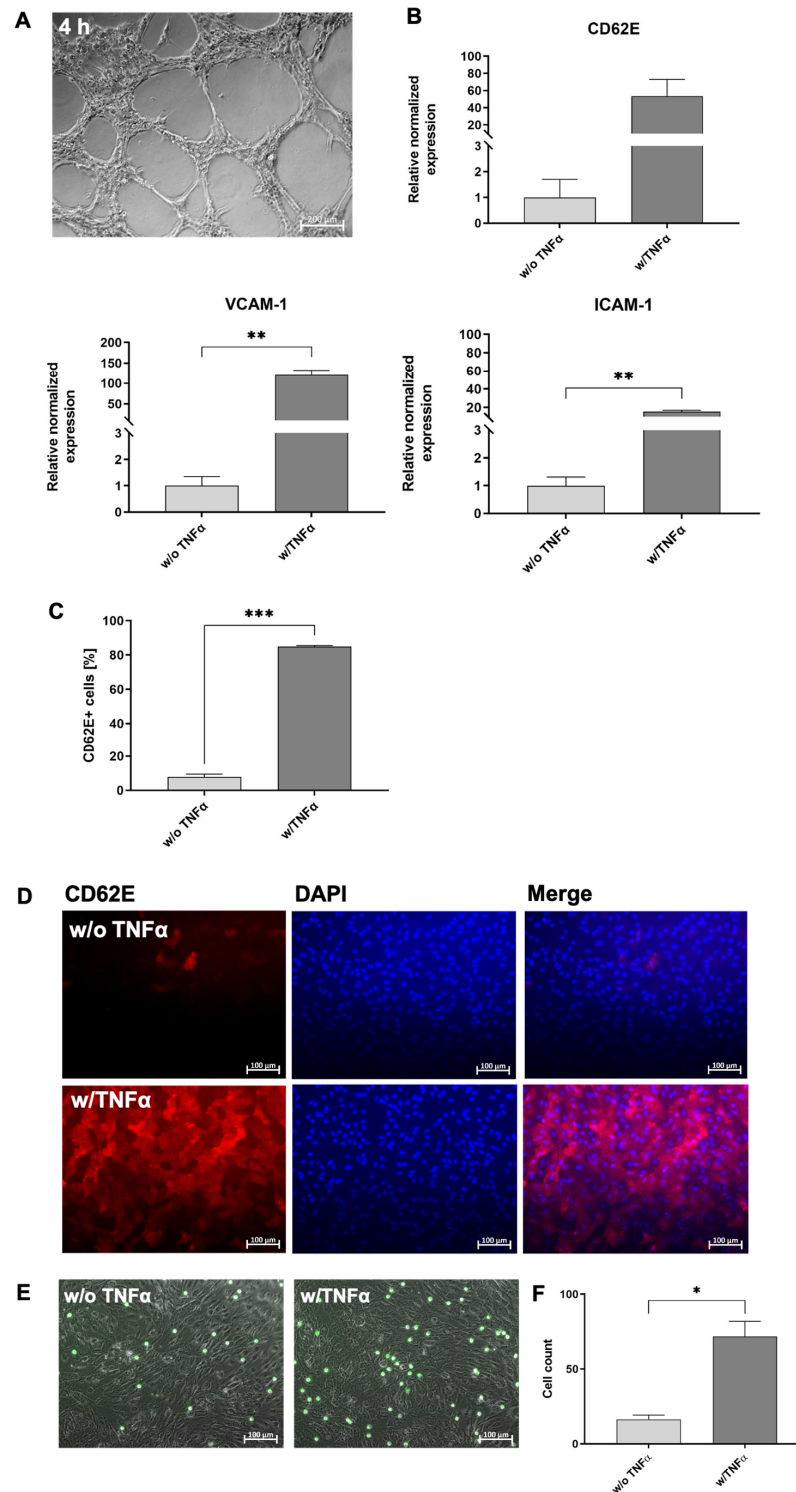 A
4 h
200 µm
B
CD62E
Relative normalized
expression
100
80
60
40
20
3
2
1
0
w/o TNFα
w/TNFα
VCAM-1
Relative normalized
expression
**
200
150
100
50
3
2
1
0
w/o TNFα
w/TNFα
ICAM-1
Relative normalized
expression
**
100
80
60
40
20
3
2
1
0
w/o TNFα
w/TNFα
C
CD62E+ cells [%]
***
100
80
60
40
20
0
w/o TNFα
w/TNFα
D
CD62E
DAPI
Merge
w/o TNFα
100 µm
100 µm
100 µm
w/TNFα
100 µm
100 µm
100 µm
E
w/o TNFα
100 µm
w/TNFα
100 µm
F
Cell count
*
100
50
0
w/o TNFα
w/TNFα